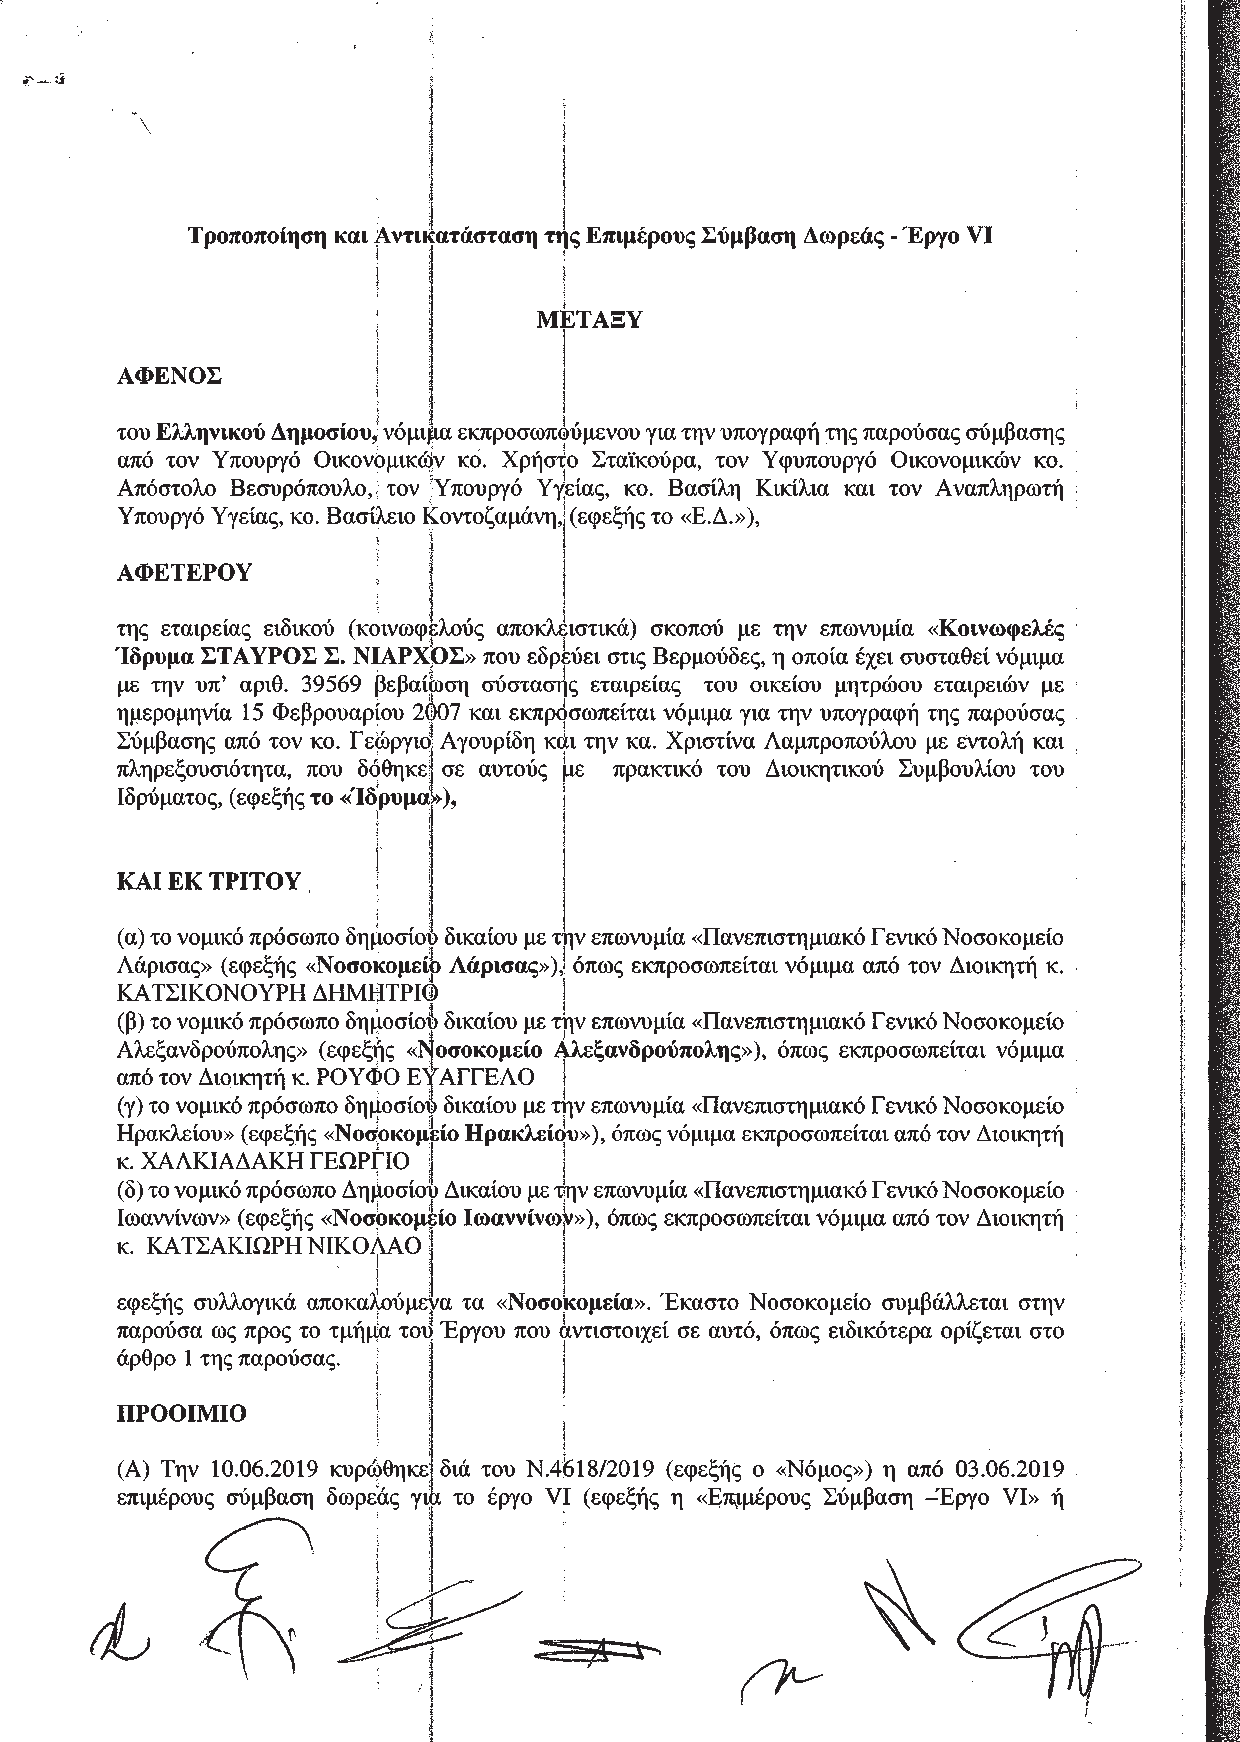 Τροποποίηση και Αντικατάσταση της Επιμέρους Σύμβαση Δωρεάς - Έργο VI
ΜΕΤΑΞΥ
ΑΦΕΝΟΣ
του Ελληνικού Δημοσίου, νόμιμα εκπροσωπούμενου για την υπογραφή της παρούσας σύμβασης
από τον Υπουργό Οικονομικών κο. Χρήστο Σταϊκούρα, τον Υφυπουργό Οικονομικών κο.
Απόστολο Βεσυρόπουλο, τον Υπουργό Υγείας, κο. Βασίλη Κικίλια και τον Αναπληρωτή
Υπουργό Υγείας, κο. Βασίλειο Κοντοζαμάνη, (εφεξής το «Ε.Δ.»),
ΑΦΕΤΕΡΟΥ
της εταιρείας ειδικού (κοινωφελούς αποκλειστικά) σκοπού με την επωνυμία «Κοινωφελές
Ίδρυμα ΣΤΑΥΡΟΣ Σ. ΝΙΑΡΧΟΣ» που εδρεύει στις Βερμούδες, η οποία έχει συσταθεί νόμιμα
με την υπ’ αριθ. 39569 βεβαίωση σύστασης εταιρείας του οικείου μητρώου εταιρειών με
ημερομηνία 15 Φεβρουαρίου 2007 και εκπροσωπείται νόμιμα για την υπογραφή της παρούσας
Σύμβασης από τον κο. Γεώργιο Αγουρίδη και την κα. Χριστίνα Λαμπροπούλου με εντολή και
πληρεξουσιότητα, που δόθηκε σε αυτούς με πρακτικό του Διοικητικού Συμβουλίου του
Ιδρύματος, (εφεξής το «Ίδρυμα»),
ΚΑΙ ΕΚ ΤΡΙΤΟΥ
(α) το νομικό πρόσωπο δημοσίου δικαίου με την επωνυμία «Πανεπιστημιακό Γενικό Νοσοκομείο
Λάρισας» (εφεξής «Νοσοκομείο Λάρισας»), όπως εκπροσωπείται νόμιμα από τον Διοικητή κ.
ΚΑΤΣΙΚΟΝΟΥΡΗ ΔΗΜΗΤΡΙΟ
(β) το νομικό πρόσωπο δημοσίου δικαίου με την επωνυμία «Πανεπιστημιακό Γενικό Νοσοκομείο
Αλεξανδρούπολης» (εφεξής «Νοσοκομείο Αλεξανδρούπολης»), όπως εκπροσωπείται νόμιμα
από τον Διοικητή κ. ΡΟΥΦΟ ΕΥΑΓΓΕΛΟ
(γ) το νομικό πρόσωπο δημοσίου δικαίου με την επωνυμία «Πανεπιστημιακό Γενικό Νοσοκομείο
Ηρακλείου» (εφεξής «Νοσοκομείο Ηρακλείου»), όπως νόμιμα εκπροσωπείται από τον Διοικητή
κ. ΧΑΛΚΙΑΔΑΚΗ ΓΕΩΡΓΙΟ
(δ) το νομικό πρόσωπο Δημοσίου Δικαίου με την επωνυμία «Πανεπιστημιακό Γενικό Νοσοκομείο
Ιωαννίνων» (εφεξής «Νοσοκομείο Ιωαννίνων»), όπως εκπροσωπείται νόμιμα από τον Διοικητή
κ. ΚΑΤΣΑΚΙΩΡΗ ΝΙΚΟΛΑΟ
εφεξής συλλογικά αποκαλούμενα τα «Νοσοκομεία». Έκαστο Νοσοκομείο συμβάλλεται στην
παρούσα ως προς το τμήμα του Έργου που αντιστοιχεί σε αυτό, όπως ειδικότερα ορίζεται στο
άρθρο 1 της παρούσας.
ΠΡΟΟΙΜΙΟ
(Α) Την 10.06.2019 κυρώθηκε διά του Ν.4618/2019 (εφεξής ο «Νόμος») η από 03.06.2019
επιμέρους σύμβαση δωρεάς για το έργο VI (εφεξής η «Επιμέρους Σύμβαση –Έργο VI» ή